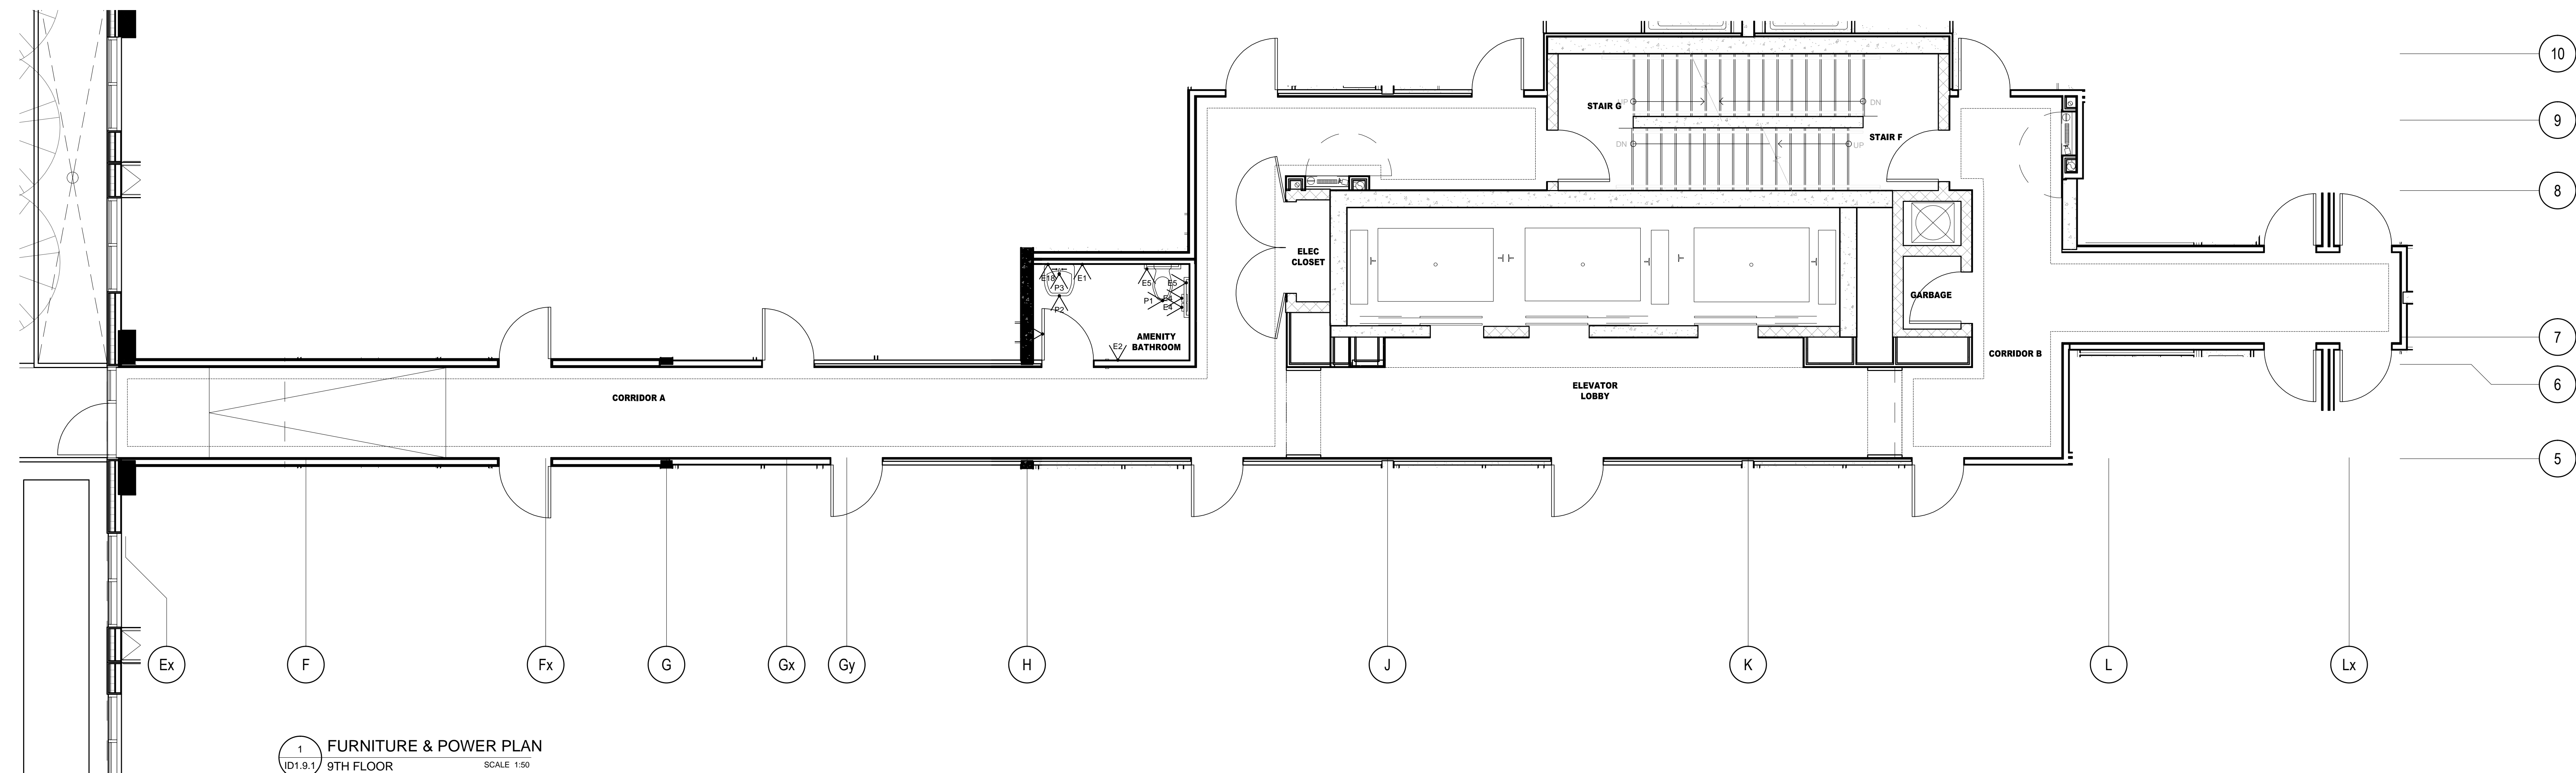 10
9
8
7
6
5
STAIR G
UP
DN
STAIR F
DN
UP
ELEC
CLOSET
GARBAGE
E18
P3
E1
P2
E5
E5
P1
E4
E4
AMENITY
BATHROOM
E2
CORRIDOR A
ELEVATOR
LOBBY
CORRIDOR B
Ex
F
Fx
G
Gx
Gy
H
J
K
L
Lx
1
ID1.9.1
FURNITURE & POWER PLAN
9TH FLOOR
SCALE 1:50